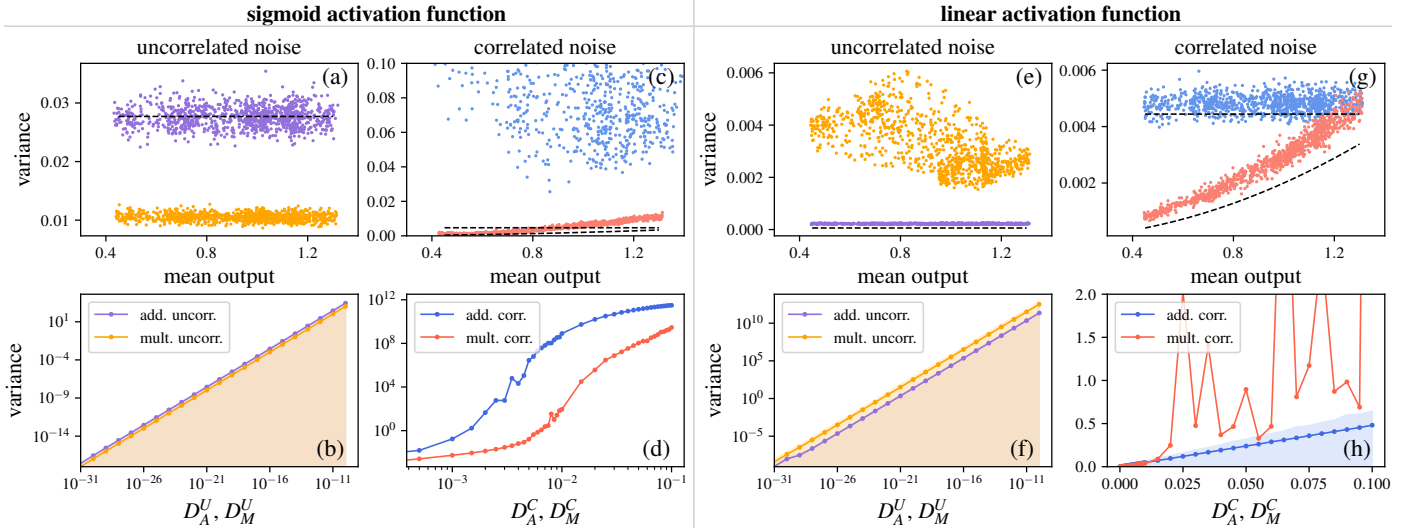 sigmoid activation function
linear activation function
uncorrelated noise
correlated noise
uncorrelated noise
correlated noise
(a)
(c)
(e)
(g)
variance
0.03
0.02
0.01
0.4
0.8
1.2
mean output
0.10
0.08
0.06
0.04
0.02
0.00
0.4
0.8
1.2
mean output
variance
0.006
0.004
0.002
0.000
0.4
0.8
1.2
mean output
0.006
0.004
0.002
0.4
0.8
1.2
mean output
variance
10^1
10^-4
10^-9
10^-14
add. uncorr.
mult. uncorr.
(b)
10^-31
10^-26
10^-21
10^-16
10^-11
D_A^U, D_M^U
10^12
10^8
10^4
10^0
add. corr.
mult. corr.
(d)
10^-3
10^-2
10^-1
D_A^C, D_M^C
variance
10^10
10^5
10^0
10^-5
add. uncorr.
mult. uncorr.
(f)
10^-31
10^-26
10^-21
10^-16
10^-11
D_A^U, D_M^U
2.0
1.5
1.0
0.5
0.0
add. corr.
mult. corr.
(h)
0.000
0.025
0.050
0.075
0.100
D_A^C, D_M^C